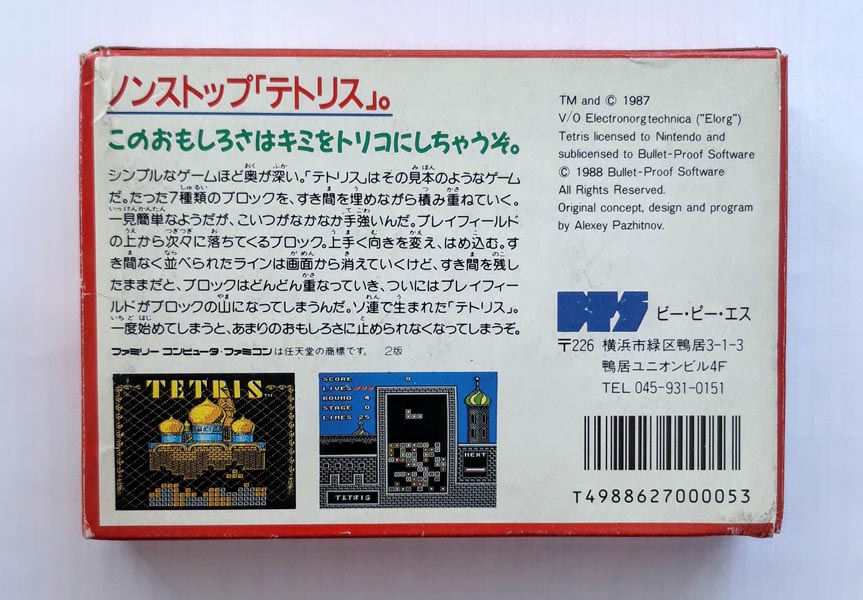 ノンストップ「テトリス」。
このおもしろさはキミをトリコにしちゃうぞ。
シンプルなゲームほど奥が深い。「テトリス」はその見本のようなゲーム
だ。たった7種類のブロックを、すき間を埋めながら積み重ねていく。
一見簡単なようだが、こいつがなかなか手強いんだ。プレイフィールド
の上から次々に落ちてくるブロック。上手く向きを変え、はめ込む。す
き間なく並べられたラインは画面から消えていくけど、すき間を残し
たままだと、ブロックはどんどん重なっていき、ついにはプレイフィ
ールドがブロックの山になってしまうんだ。ソ連で生まれた「テトリス」。
一度始めてしまうと、あまりのおもしろさに止められなくなってしまうぞ。
ファミリー コンピュータ・ファミコンは任天堂の商標です。 2版
TETRIS™
SCORE 0
LIVES
ROUND 4
STAGE 0
LINES 25
NEXT
TETRIS
TM and © 1987
V/O Electronorgtechnica ("Elorg")
Tetris licensed to Nintendo and
sublicensed to Bullet-Proof Software
© 1988 Bullet-Proof Software
All Rights Reserved.
Original concept, design and program
by Alexey Pazhitnov.
BPS ビー・ピー・エス
〒226 横浜市緑区鴨居3-1-3
鴨居ユニオンビル4F
TEL 045-931-0151
T4988627000053